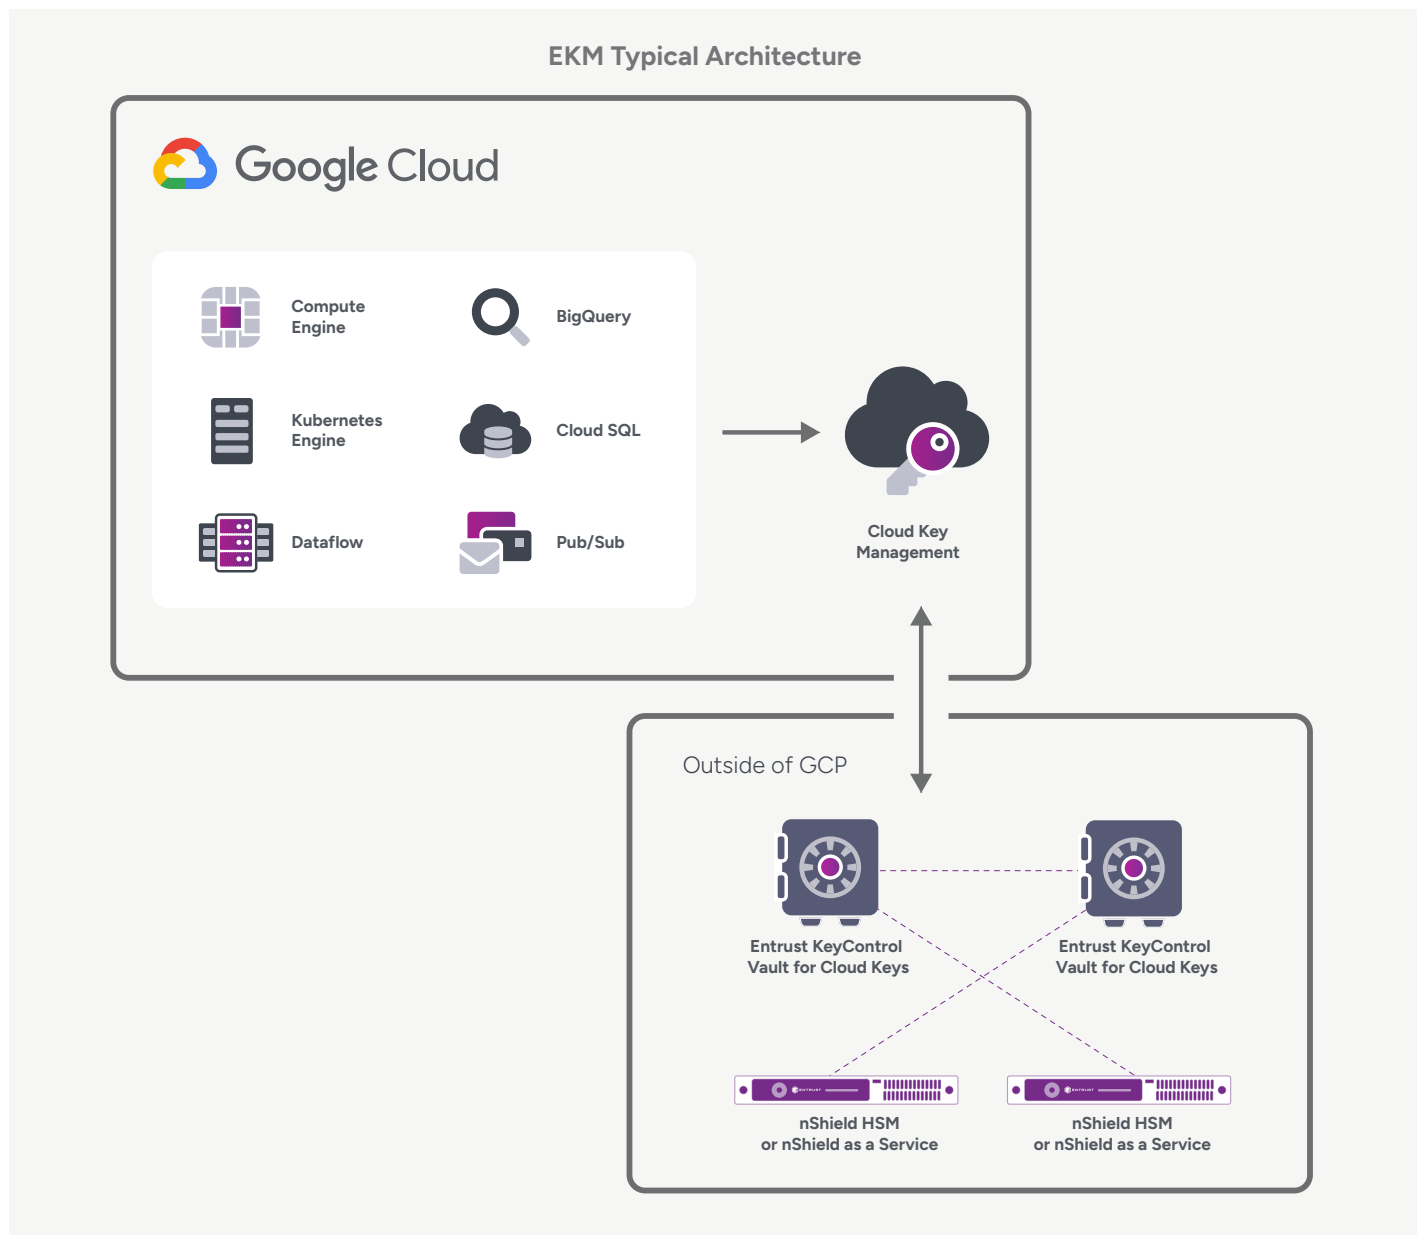 EKM Typical Architecture
Google Cloud
Compute
Engine
BigQuery
Kubernetes
Engine
Cloud SQL
Dataflow
Pub/Sub
Cloud Key
Management
Outside of GCP
Entrust KeyControl
Vault for Cloud Keys
Entrust KeyControl
Vault for Cloud Keys
ENTRUST
ENTRUST
nShield HSM
or nShield as a Service
nShield HSM
or nShield as a Service